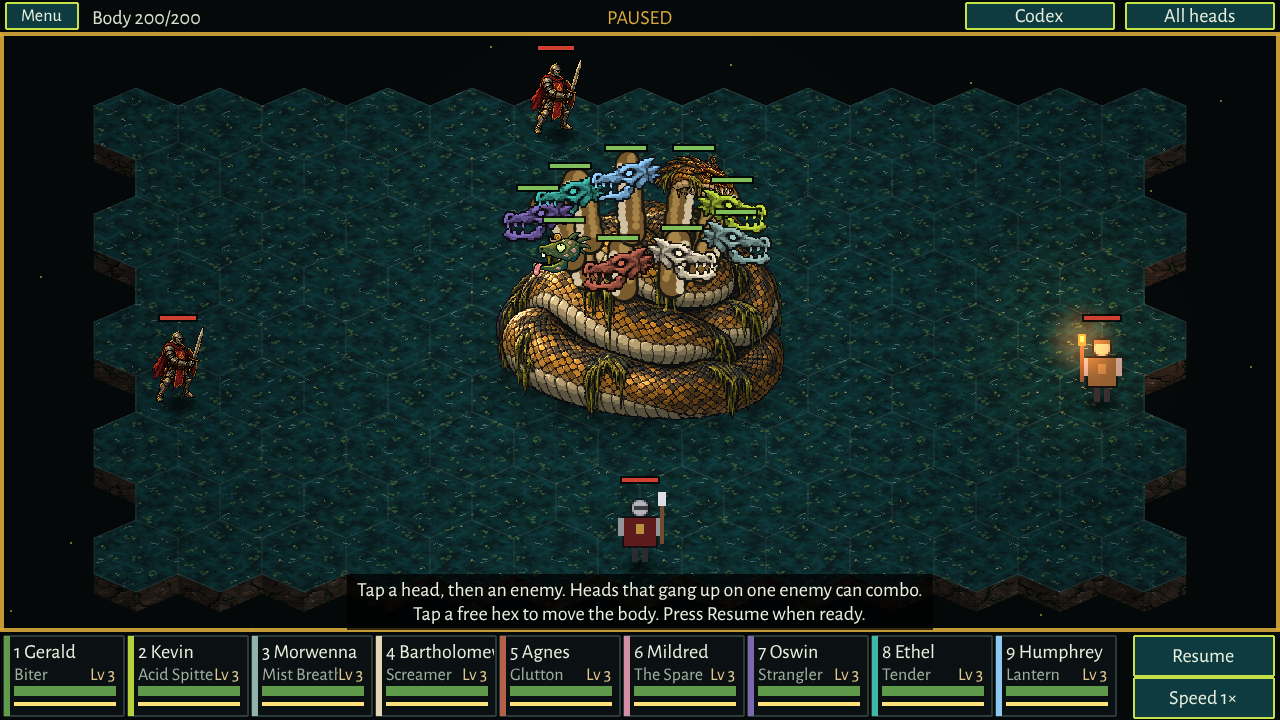 Menu
Body 200/200
PAUSED
Codex
All heads
Tap a head, then an enemy. Heads that gang up on one enemy can combo.
Tap a free hex to move the body. Press Resume when ready.
1 Gerald
Biter Lv 3
2 Kevin
Acid Spitte Lv 3
3 Morwenna
Mist Breath Lv 3
4 Bartholomew
Screamer Lv 3
5 Agnes
Glutton Lv 3
6 Mildred
The Spare Lv 3
7 Oswin
Strangler Lv 3
8 Ethel
Tender Lv 3
9 Humphrey
Lantern Lv 3
Resume
Speed 1×